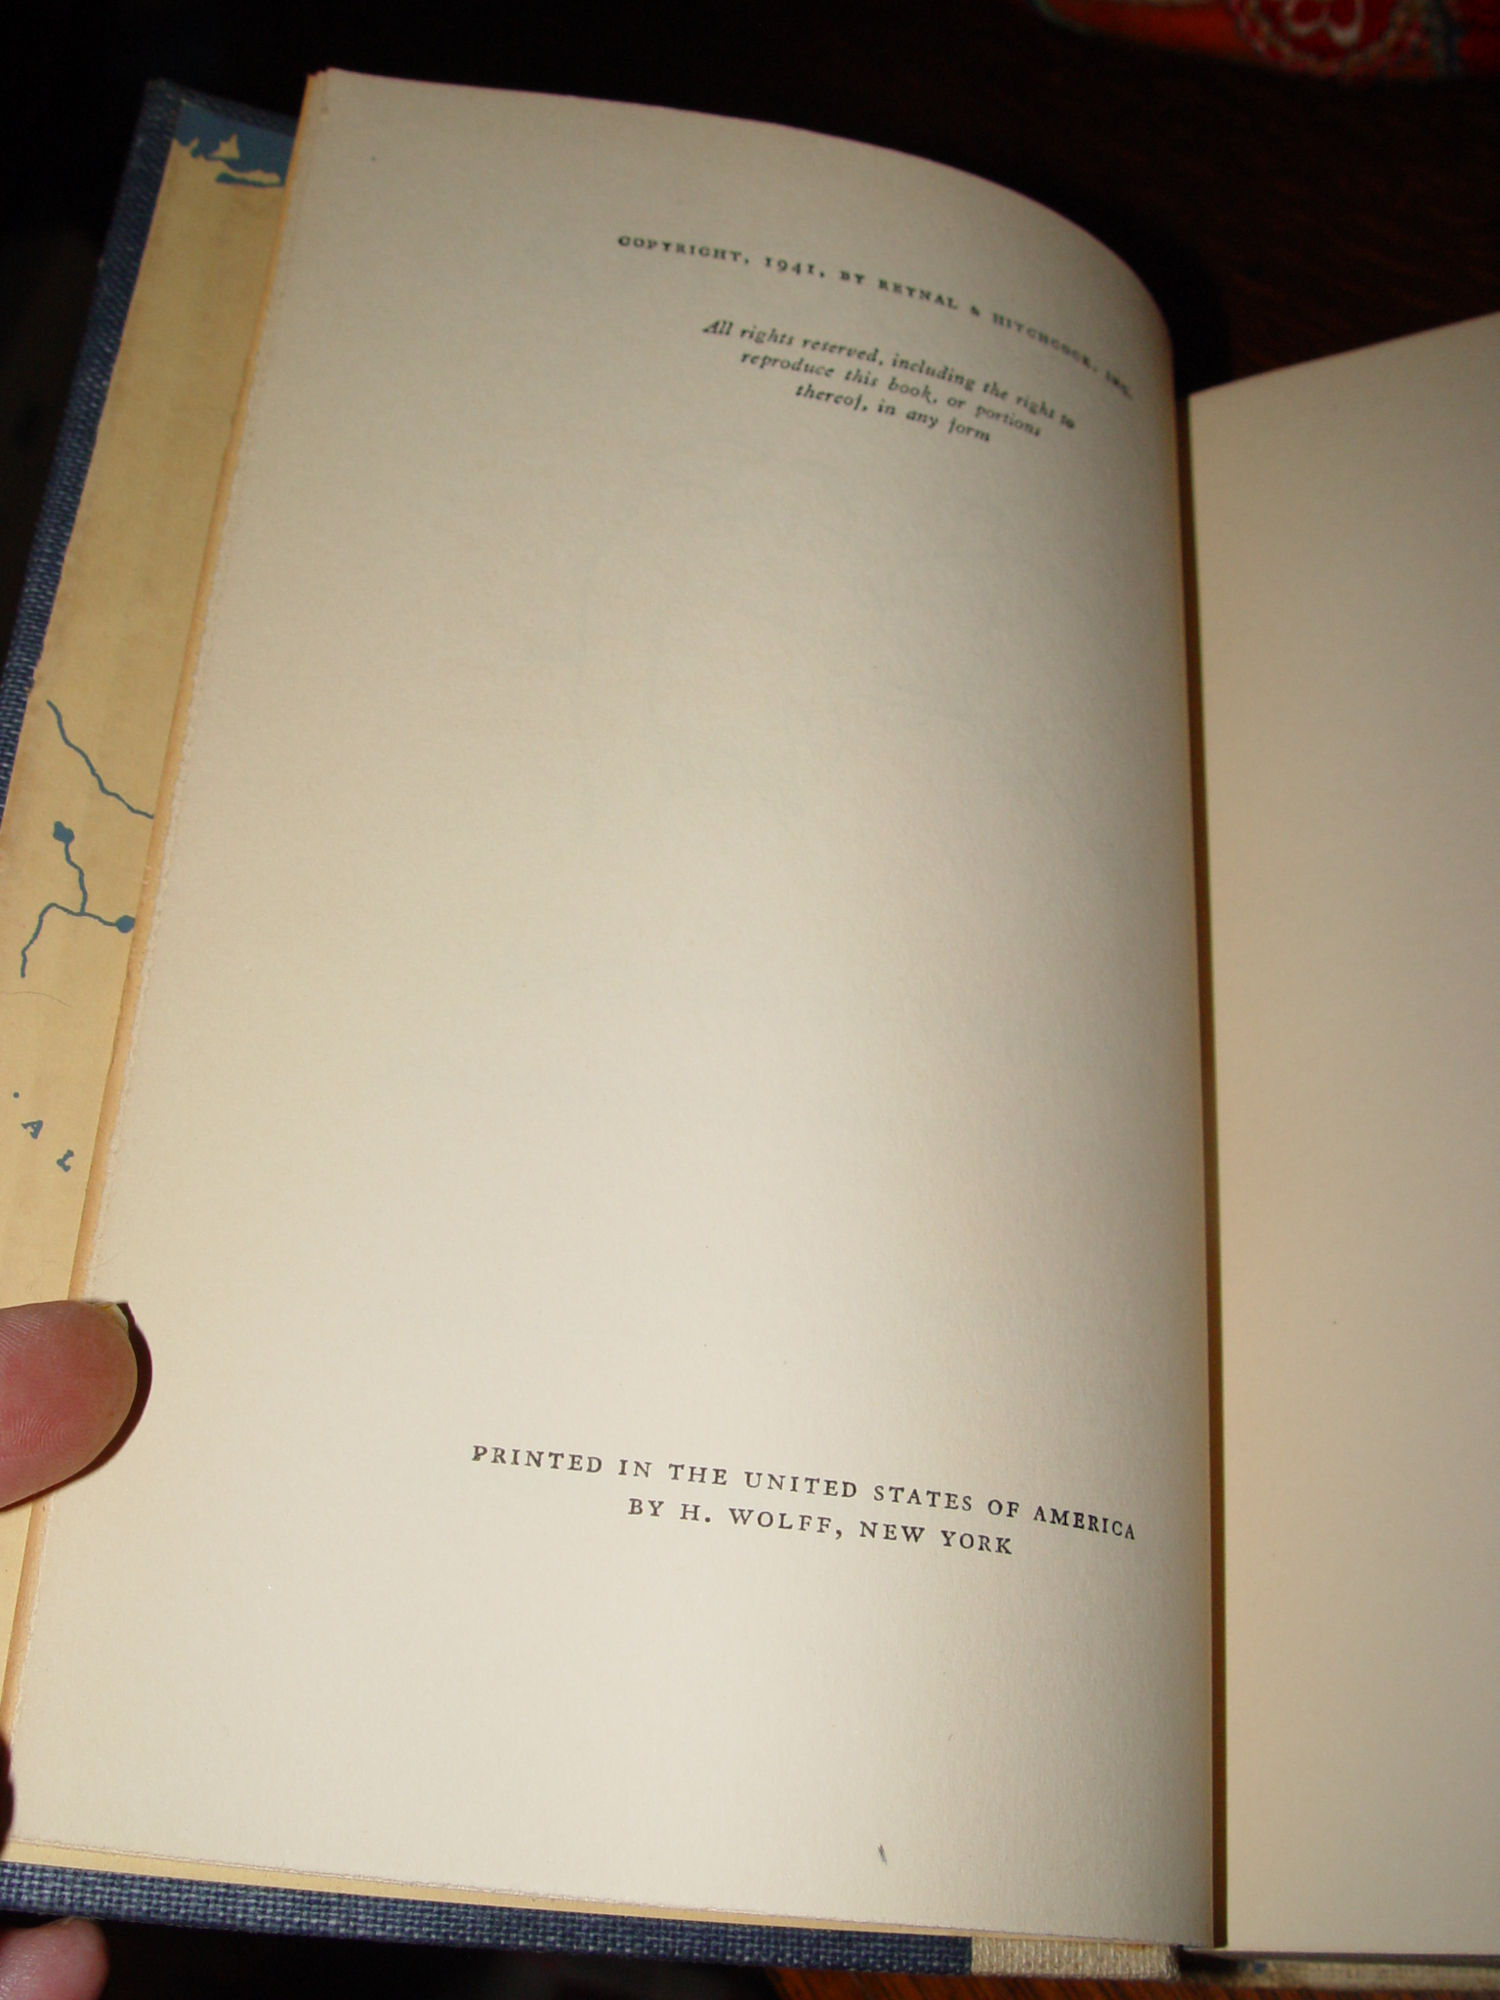 COPYRIGHT, 1941, BY REYNAL & HITCHCOCK, INC.
All rights reserved, including the right to
reproduce this book, or portions
thereof, in any form
A L
PRINTED IN THE UNITED STATES OF AMERICA
BY H. WOLFF, NEW YORK